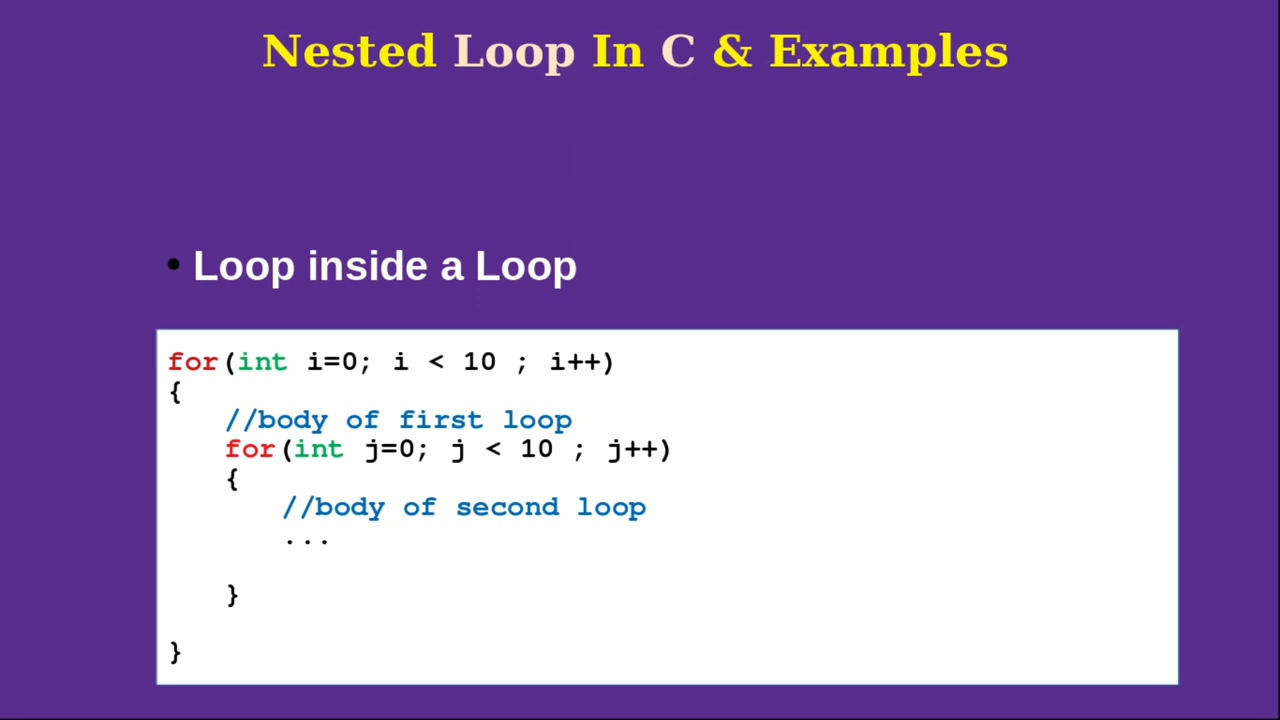 Nested Loop In C & Examples
• Loop inside a Loop
for(int i=0; i < 10 ; i++)
{
    //body of first loop
    for(int j=0; j < 10 ; j++)
    {
        //body of second loop
        ...
    }
}